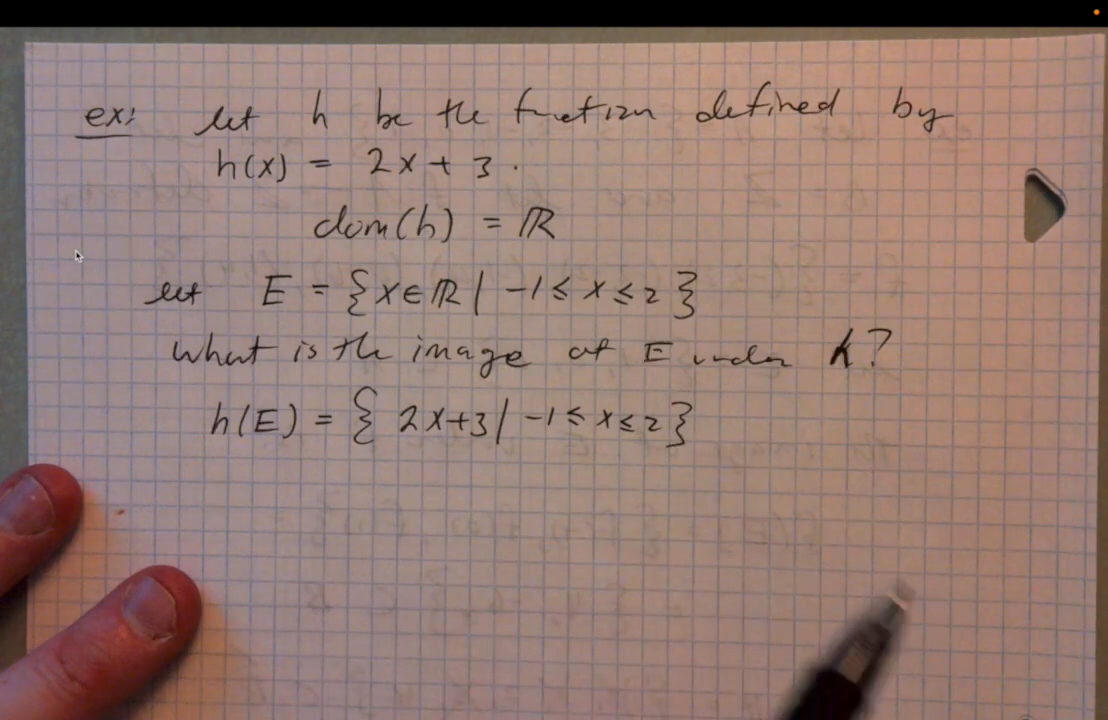 ex: let h be the function defined by
h(x) = 2x + 3.
dom(h) = ℝ
let E = {x ∈ ℝ | -1 ≤ x ≤ 2}
What is the image of E under h?
h(E) = { 2x+3 | -1 ≤ x ≤ 2}